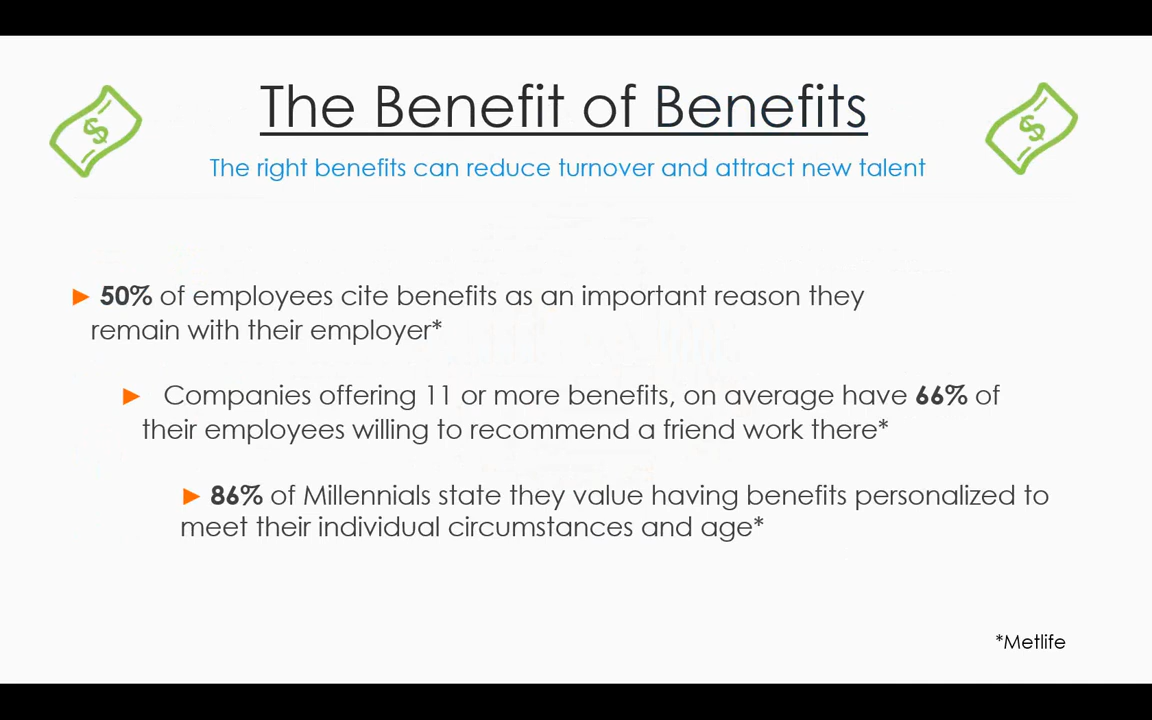 The Benefit of Benefits
The right benefits can reduce turnover and attract new talent
► 50% of employees cite benefits as an important reason they
remain with their employer*
► Companies offering 11 or more benefits, on average have 66% of
their employees willing to recommend a friend work there*
► 86% of Millennials state they value having benefits personalized to
meet their individual circumstances and age*
*Metlife